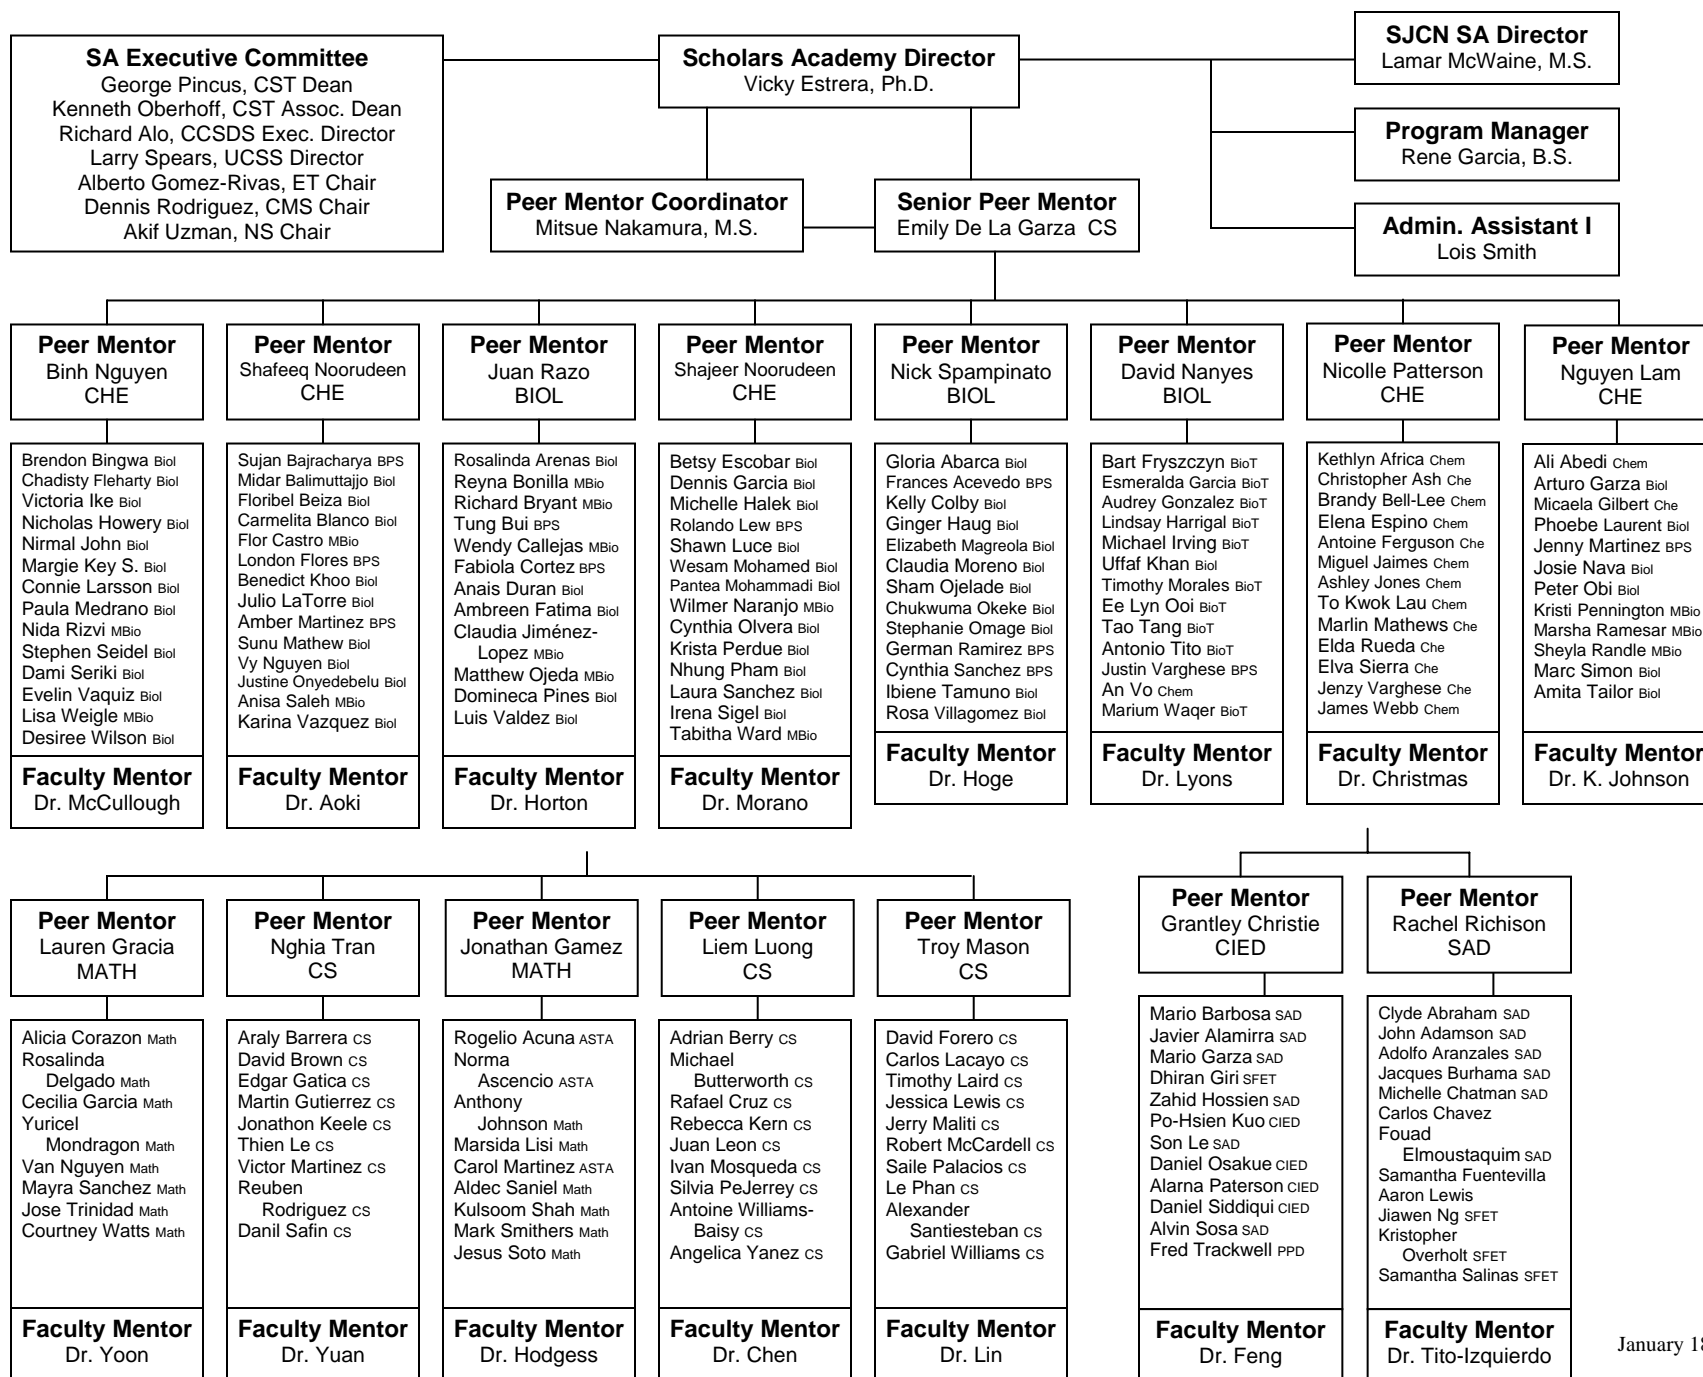 SA Executive Committee
George Pincus, CST Dean
Kenneth Oberhoff, CST Assoc. Dean
Richard Alo, CCSDS Exec. Director
Larry Spears, UCSS Director
Alberto Gomez-Rivas, ET Chair
Dennis Rodriguez, CMS Chair
Akif Uzman, NS Chair
Scholars Academy Director
Vicky Estrera, Ph.D.
SJCN SA Director
Lamar McWaine, M.S.
Program Manager
Rene Garcia, B.S.
Admin. Assistant I
Lois Smith
Peer Mentor Coordinator
Mitsue Nakamura, M.S.
Senior Peer Mentor
Emily De La Garza CS
Peer Mentor
Binh Nguyen
CHE
Brendon Bingwa Biol
Chadisty Fleharty Biol
Victoria Ike Biol
Nicholas Howery Biol
Nirmal John Biol
Margie Key S. Biol
Connie Larsson Biol
Paula Medrano Biol
Nida Rizvi MBio
Stephen Seidel Biol
Dami Seriki Biol
Evelin Vaquiz Biol
Lisa Weigle MBio
Desiree Wilson Biol
Faculty Mentor
Dr. McCullough
Peer Mentor
Shafeeq Noorudeen
CHE
Sujan Bajracharya BPS
Midar Balimuttajjo Biol
Floribel Beiza Biol
Carmelita Blanco Biol
Flor Castro MBio
London Flores BPS
Benedict Khoo Biol
Julio LaTorre Biol
Amber Martinez BPS
Sunu Mathew Biol
Vy Nguyen Biol
Justine Onyedebelu Biol
Anisa Saleh MBio
Karina Vazquez Biol
Faculty Mentor
Dr. Aoki
Peer Mentor
Juan Razo
BIOL
Rosalinda Arenas Biol
Reyna Bonilla MBio
Richard Bryant MBio
Tung Bui BPS
Wendy Callejas MBio
Fabiola Cortez BPS
Anais Duran Biol
Ambreen Fatima Biol
Claudia Jiménez-
Lopez MBio
Matthew Ojeda MBio
Domineca Pines Biol
Luis Valdez Biol
Faculty Mentor
Dr. Horton
Peer Mentor
Shajeer Noorudeen
CHE
Betsy Escobar Biol
Dennis Garcia Biol
Michelle Halek Biol
Rolando Lew BPS
Shawn Luce Biol
Wesam Mohamed Biol
Pantea Mohammadi Biol
Wilmer Naranjo MBio
Cynthia Olvera Biol
Krista Perdue Biol
Nhung Pham Biol
Laura Sanchez Biol
Irena Sigel Biol
Tabitha Ward MBio
Faculty Mentor
Dr. Morano
Peer Mentor
Nick Spampinato
BIOL
Gloria Abarca Biol
Frances Acevedo BPS
Kelly Colby Biol
Ginger Haug Biol
Elizabeth Magreola Biol
Claudia Moreno Biol
Sham Ojelade Biol
Chukwuma Okeke Biol
Stephanie Omage Biol
German Ramirez BPS
Cynthia Sanchez BPS
Ibiene Tamuno Biol
Rosa Villagomez Biol
Faculty Mentor
Dr. Hoge
Peer Mentor
David Nanyes
BIOL
Bart Fryszczyn BioT
Esmeralda Garcia BioT
Audrey Gonzalez BioT
Lindsay Harrigal BioT
Michael Irving BioT
Uffaf Khan Biol
Timothy Morales BioT
Ee Lyn Ooi BioT
Tao Tang BioT
Antonio Tito BioT
Justin Varghese BPS
An Vo Chem
Marium Waqer BioT
Faculty Mentor
Dr. Lyons
Peer Mentor
Nicolle Patterson
CHE
Kethlyn Africa Chem
Christopher Ash Che
Brandy Bell-Lee Chem
Elena Espino Chem
Antoine Ferguson Che
Miguel Jaimes Chem
Ashley Jones Chem
To Kwok Lau Chem
Marlin Mathews Che
Elda Rueda Che
Elva Sierra Che
Jenzy Varghese Che
James Webb Chem
Faculty Mentor
Dr. Christmas
Peer Mentor
Nguyen Lam
CHE
Ali Abedi Chem
Arturo Garza Biol
Micaela Gilbert Che
Phoebe Laurent Biol
Jenny Martinez BPS
Josie Nava Biol
Peter Obi Biol
Kristi Pennington MBio
Marsha Ramesar MBio
Sheyla Randle MBio
Marc Simon Biol
Amita Tailor Biol
Faculty Mentor
Dr. K. Johnson
Peer Mentor
Lauren Gracia
MATH
Alicia Corazon Math
Rosalinda
Delgado Math
Cecilia Garcia Math
Yuricel
Mondragon Math
Van Nguyen Math
Mayra Sanchez Math
Jose Trinidad Math
Courtney Watts Math
Faculty Mentor
Dr. Yoon
Peer Mentor
Nghia Tran
CS
Araly Barrera CS
David Brown CS
Edgar Gatica CS
Martin Gutierrez CS
Jonathon Keele CS
Thien Le CS
Victor Martinez CS
Reuben
Rodriguez CS
Danil Safin CS
Faculty Mentor
Dr. Yuan
Peer Mentor
Jonathan Gamez
MATH
Rogelio Acuna ASTA
Norma
Ascencio ASTA
Anthony
Johnson Math
Marsida Lisi Math
Carol Martinez ASTA
Aldec Saniel Math
Kulsoom Shah Math
Mark Smithers Math
Jesus Soto Math
Faculty Mentor
Dr. Hodgess
Peer Mentor
Liem Luong
CS
Adrian Berry CS
Michael
Butterworth CS
Rafael Cruz CS
Rebecca Kern CS
Juan Leon CS
Ivan Mosqueda CS
Silvia PeJerrey CS
Antoine Williams-
Baisy CS
Angelica Yanez CS
Faculty Mentor
Dr. Chen
Peer Mentor
Troy Mason
CS
David Forero CS
Carlos Lacayo CS
Timothy Laird CS
Jessica Lewis CS
Jerry Maliti CS
Robert McCardell CS
Saile Palacios CS
Le Phan CS
Alexander
Santiesteban CS
Gabriel Williams CS
Faculty Mentor
Dr. Lin
Peer Mentor
Grantley Christie
CIED
Mario Barbosa SAD
Javier Alamirra SAD
Mario Garza SAD
Dhiran Giri SFET
Zahid Hossien SAD
Po-Hsien Kuo CIED
Son Le SAD
Daniel Osakue CIED
Alarna Paterson CIED
Daniel Siddiqui CIED
Alvin Sosa SAD
Fred Trackwell PPD
Faculty Mentor
Dr. Feng
Peer Mentor
Rachel Richison
SAD
Clyde Abraham SAD
John Adamson SAD
Adolfo Aranzales SAD
Jacques Burhama SAD
Michelle Chatman SAD
Carlos Chavez
Fouad
Elmoustaquim SAD
Samantha Fuentevilla
Aaron Lewis
Jiawen Ng SFET
Kristopher
Overholt SFET
Samantha Salinas SFET
Faculty Mentor
Dr. Tito-Izquierdo
January 18